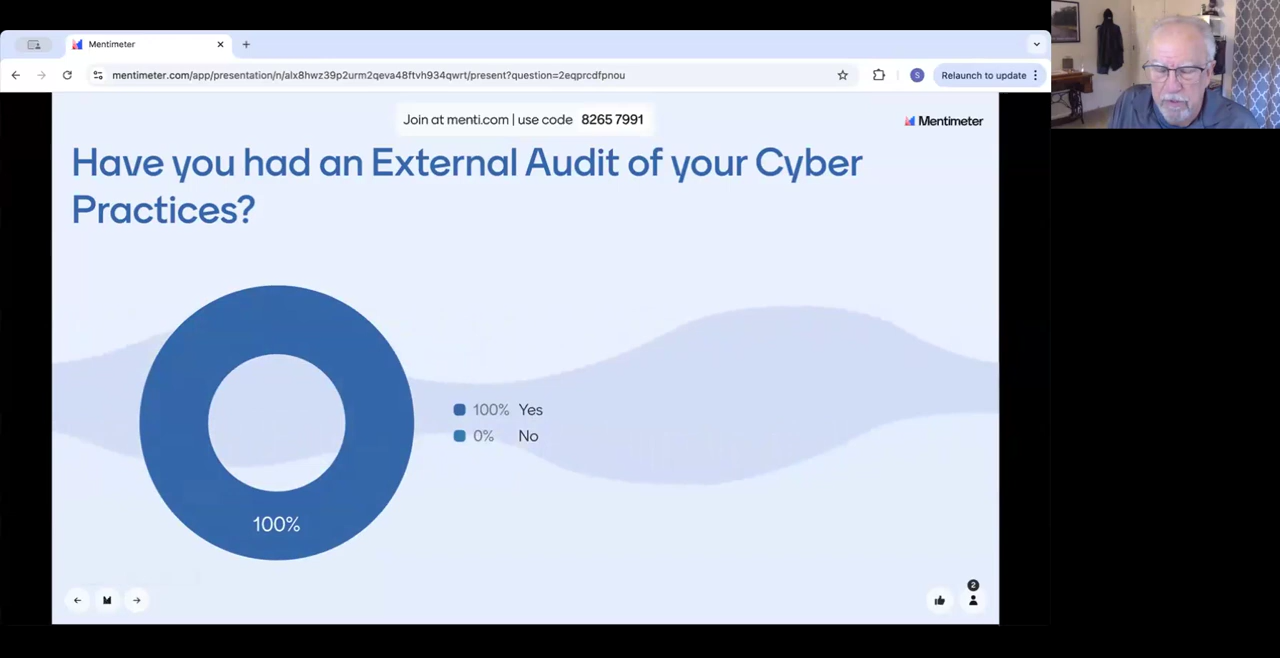 Mentimeter
mentimeter.com/app/presentation/n/alx8hwz39p2urm2qeva48ftvh934qwrt/present?question=2eqprcdfpnou
S
Relaunch to update
Join at menti.com | use code 8265 7991
Mentimeter
Have you had an External Audit of your Cyber
Practices?
100% Yes
0% No
100%
2